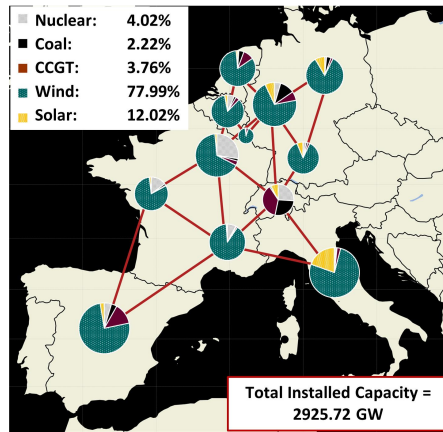 Nuclear: 4.02%
Coal: 2.22%
CCGT: 3.76%
Wind: 77.99%
Solar: 12.02%
Total Installed Capacity =
2925.72 GW